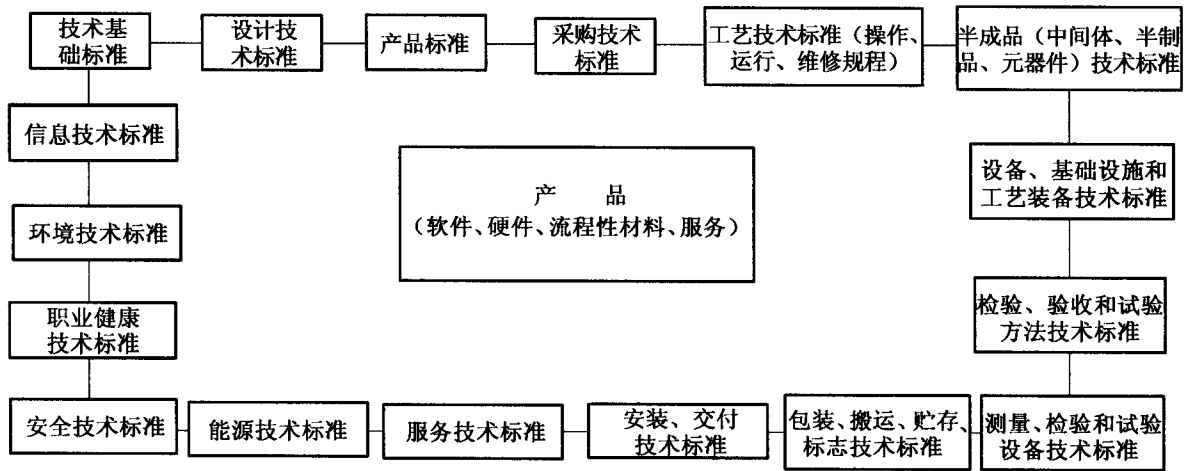 技术基
础标准
设计技
术标准
产品标准
采购技术
标准
工艺技术标准（操作、
运行、维修规程）
半成品（中间体、半制
品、元器件）技术标准
信息技术标准
环境技术标准
职业健康
技术标准
产 品
（软件、硬件、流程性材料、服务）
设备、基础设施和
工艺装备技术标准
检验、验收和试验
方法技术标准
安全技术标准
能源技术标准
服务技术标准
安装、交付
技术标准
包装、搬运、贮存、
标志技术标准
测量、检验和试验
设备技术标准